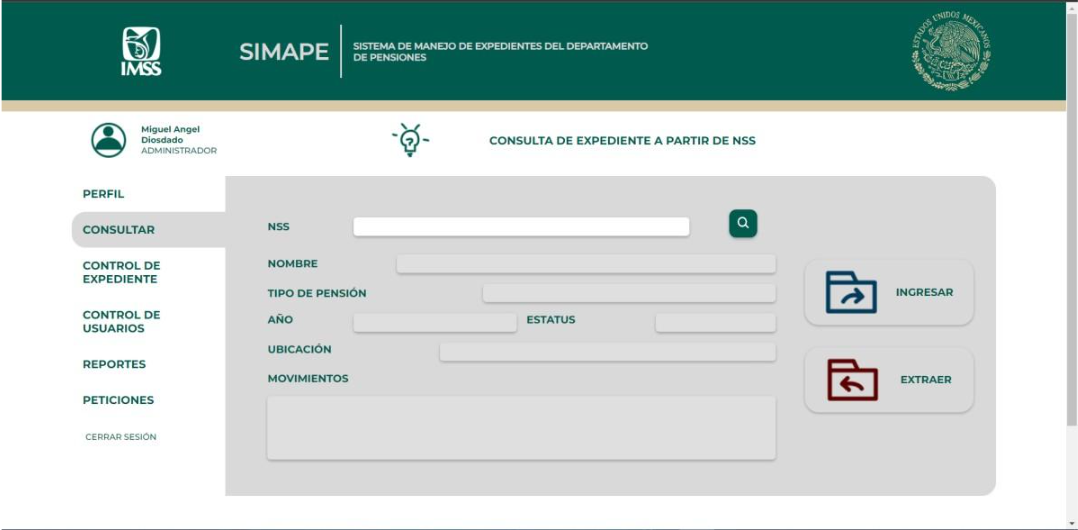 IMSS
SIMAPE
SISTEMA DE MANEJO DE EXPEDIENTES DEL DEPARTAMENTO
DE PENSIONES
ESTADOS UNIDOS MEXICANOS
Miguel Angel
Diosdado
ADMINISTRADOR
CONSULTA DE EXPEDIENTE A PARTIR DE NSS
PERFIL
CONSULTAR
CONTROL DE
EXPEDIENTE
CONTROL DE
USUARIOS
REPORTES
PETICIONES
CERRAR SESIÓN
NSS
NOMBRE
TIPO DE PENSIÓN
AÑO
ESTATUS
UBICACIÓN
MOVIMIENTOS
INGRESAR
EXTRAER